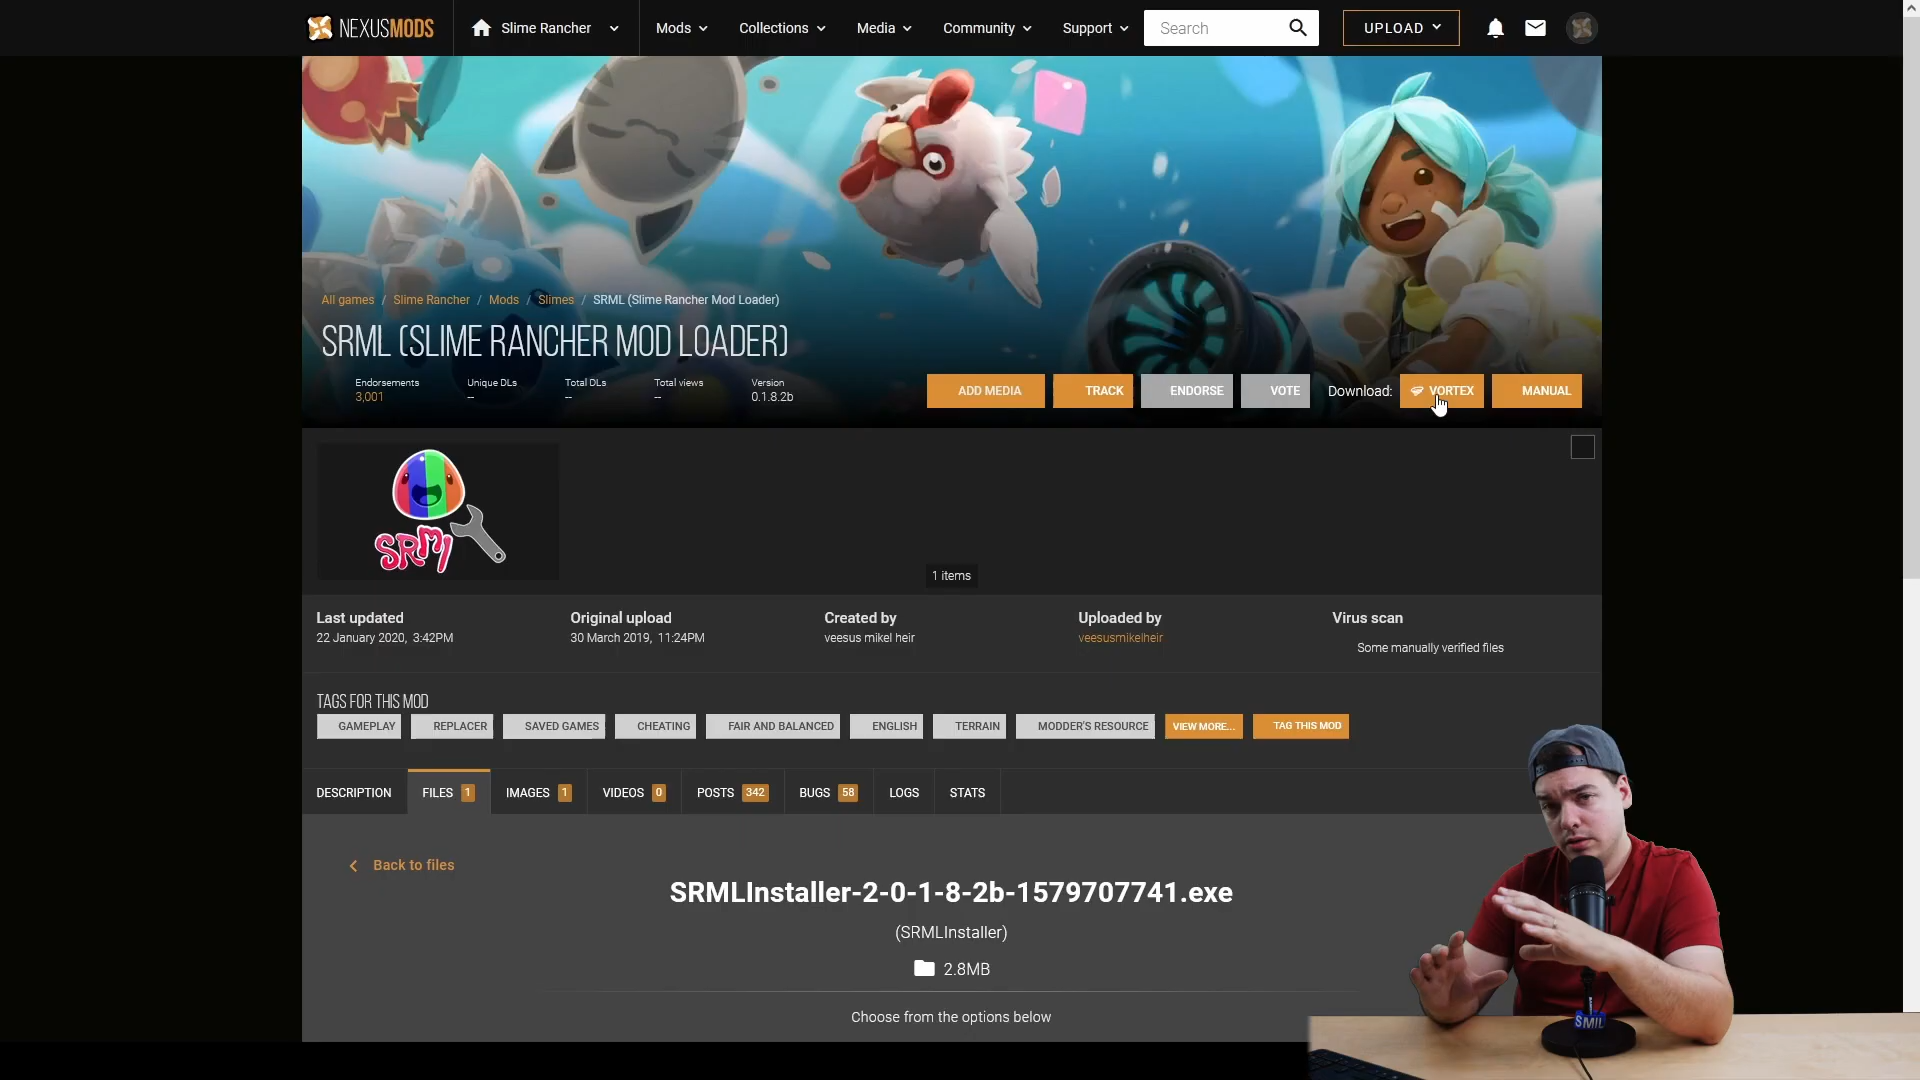 NEXUSMODS
Slime Rancher
Mods
Collections
Media
Community
Support
Search
UPLOAD
All games / Slime Rancher / Mods / Slimes / SRML (Slime Rancher Mod Loader)
SRML (SLIME RANCHER MOD LOADER)
Endorsements
3,001
Unique DLs
--
Total DLs
--
Total views
--
Version
0.1.8.2b
ADD MEDIA
TRACK
ENDORSE
VOTE
Download:
VORTEX
MANUAL
SRML
1 items
Last updated
22 January 2020, 3:42PM
Original upload
30 March 2019, 11:24PM
Created by
veesus mikel heir
Uploaded by
veesusmikelheir
Virus scan
Some manually verified files
TAGS FOR THIS MOD
GAMEPLAY
REPLACER
SAVED GAMES
CHEATING
FAIR AND BALANCED
ENGLISH
TERRAIN
MODDER'S RESOURCE
VIEW MORE...
TAG THIS MOD
DESCRIPTION
FILES 1
IMAGES 1
VIDEOS 0
POSTS 342
BUGS 58
LOGS
STATS
Back to files
SRMLInstaller-2-0-1-8-2b-1579707741.exe
(SRMLInstaller)
2.8MB
Choose from the options below
SMIL